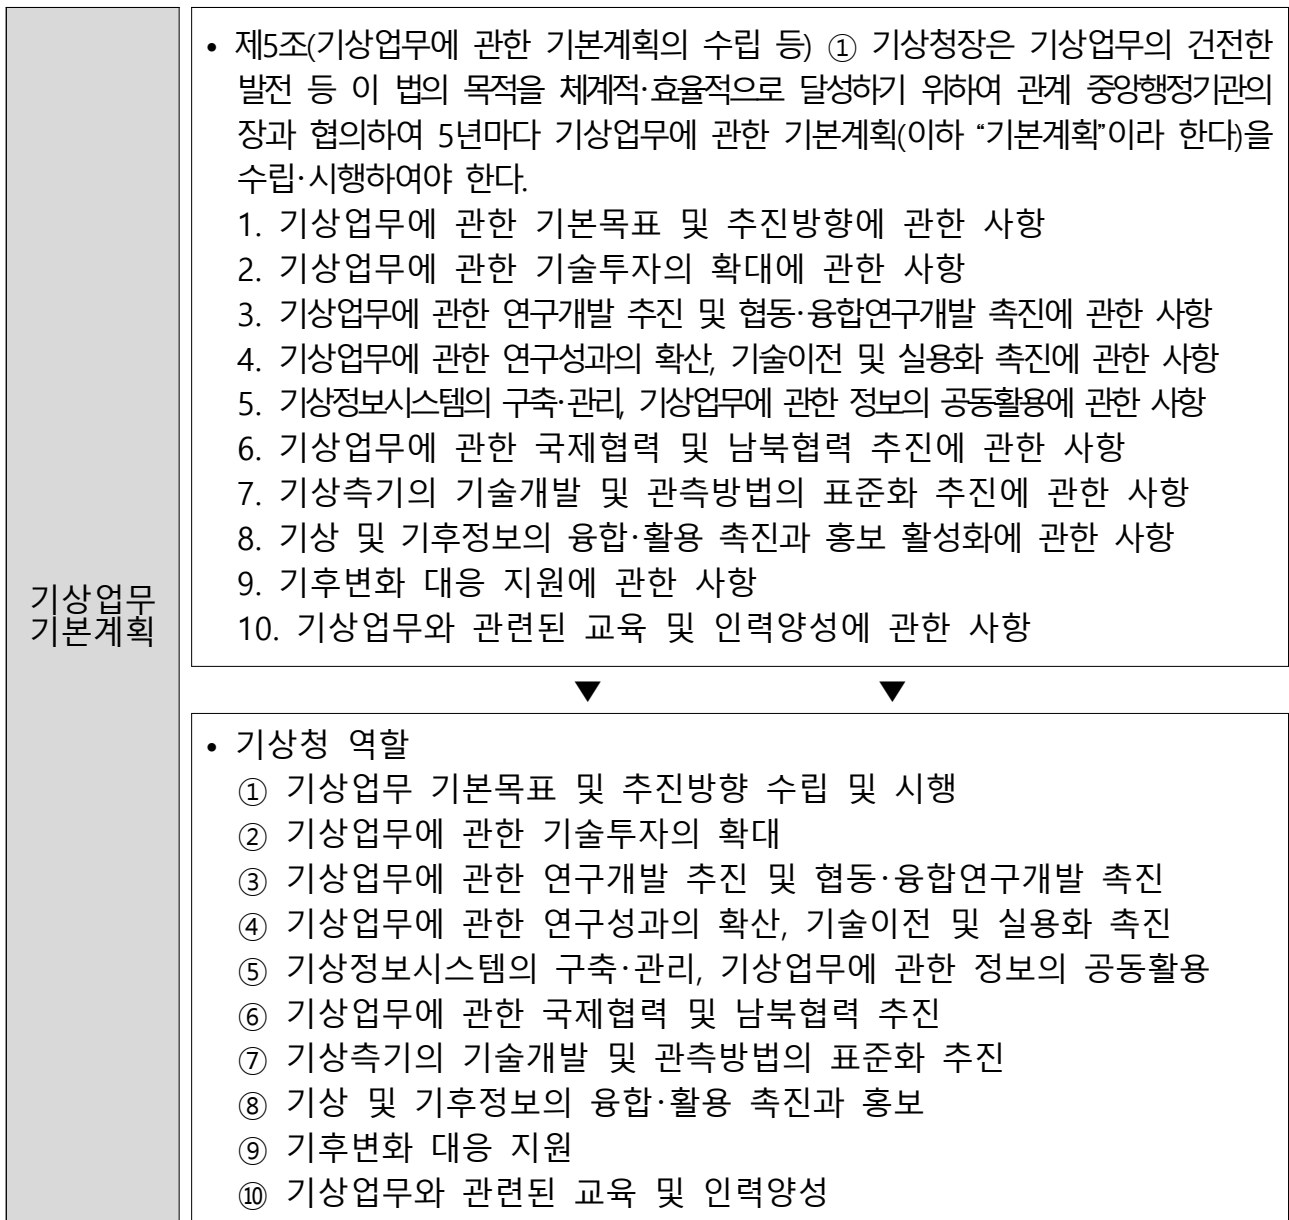 기상업무
기본계획
• 제5조(기상업무에 관한 기본계획의 수립 등) ① 기상청장은 기상업무의 건전한
발전 등 이 법의 목적을 체계적·효율적으로 달성하기 위하여 관계 중앙행정기관의
장과 협의하여 5년마다 기상업무에 관한 기본계획(이하 “기본계획”이라 한다)을
수립·시행하여야 한다.
1. 기상업무에 관한 기본목표 및 추진방향에 관한 사항
2. 기상업무에 관한 기술투자의 확대에 관한 사항
3. 기상업무에 관한 연구개발 추진 및 협동·융합연구개발 촉진에 관한 사항
4. 기상업무에 관한 연구성과의 확산, 기술이전 및 실용화 촉진에 관한 사항
5. 기상정보시스템의 구축·관리, 기상업무에 관한 정보의 공동활용에 관한 사항
6. 기상업무에 관한 국제협력 및 남북협력 추진에 관한 사항
7. 기상측기의 기술개발 및 관측방법의 표준화 추진에 관한 사항
8. 기상 및 기후정보의 융합·활용 촉진과 홍보 활성화에 관한 사항
9. 기후변화 대응 지원에 관한 사항
10. 기상업무와 관련된 교육 및 인력양성에 관한 사항
▼ ▼
• 기상청 역할
① 기상업무 기본목표 및 추진방향 수립 및 시행
② 기상업무에 관한 기술투자의 확대
③ 기상업무에 관한 연구개발 추진 및 협동·융합연구개발 촉진
④ 기상업무에 관한 연구성과의 확산, 기술이전 및 실용화 촉진
⑤ 기상정보시스템의 구축·관리, 기상업무에 관한 정보의 공동활용
⑥ 기상업무에 관한 국제협력 및 남북협력 추진
⑦ 기상측기의 기술개발 및 관측방법의 표준화 추진
⑧ 기상 및 기후정보의 융합·활용 촉진과 홍보
⑨ 기후변화 대응 지원
⑩ 기상업무와 관련된 교육 및 인력양성